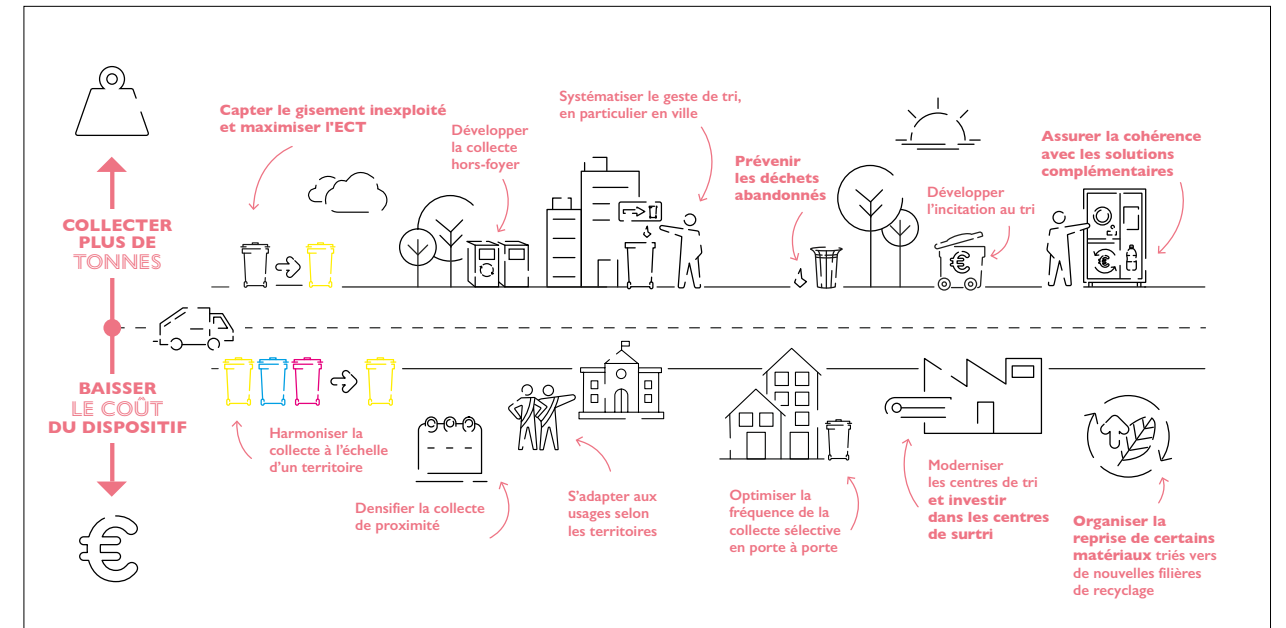 COLLECTER
PLUS DE
TONNES
BAISSER
LE COÛT
DU DISPOSITIF
Capter le gisement inexploité
et maximiser l'ECT
Développer
la collecte
hors-foyer
Systématiser le geste de tri,
en particulier en ville
Prévenir
les déchets
abandonnés
Développer
l'incitation au tri
Assurer la cohérence
avec les solutions
complémentaires
Harmoniser la
collecte à l'échelle
d'un territoire
Densifier la collecte
de proximité
S'adapter aux
usages selon
les territoires
Optimiser la
fréquence de la
collecte sélective
en porte à porte
Moderniser
les centres de tri
et investir
dans les centres
de surtri
Organiser la
reprise de certains
matériaux triés vers
de nouvelles filières
de recyclage